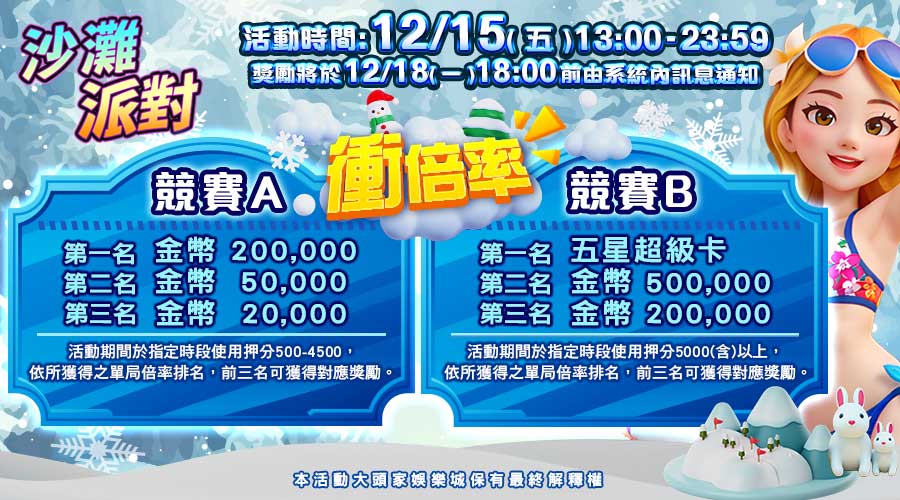 沙灘
派對
活動時間:12/15(五)13:00-23:59
獎勵將於12/18(一)18:00前由系統內訊息通知
衝倍率
競賽A
第一名 金幣 200,000
第二名 金幣 50,000
第三名 金幣 20,000
活動期間於指定時段使用押分500-4500，
依所獲得之單局倍率排名，前三名可獲得對應獎勵。
競賽B
第一名 五星超級卡
第二名 金幣 500,000
第三名 金幣 200,000
活動期間於指定時段使用押分5000(含)以上，
依所獲得之單局倍率排名，前三名可獲得對應獎勵。
本活動大頭家娛樂城保有最終解釋權